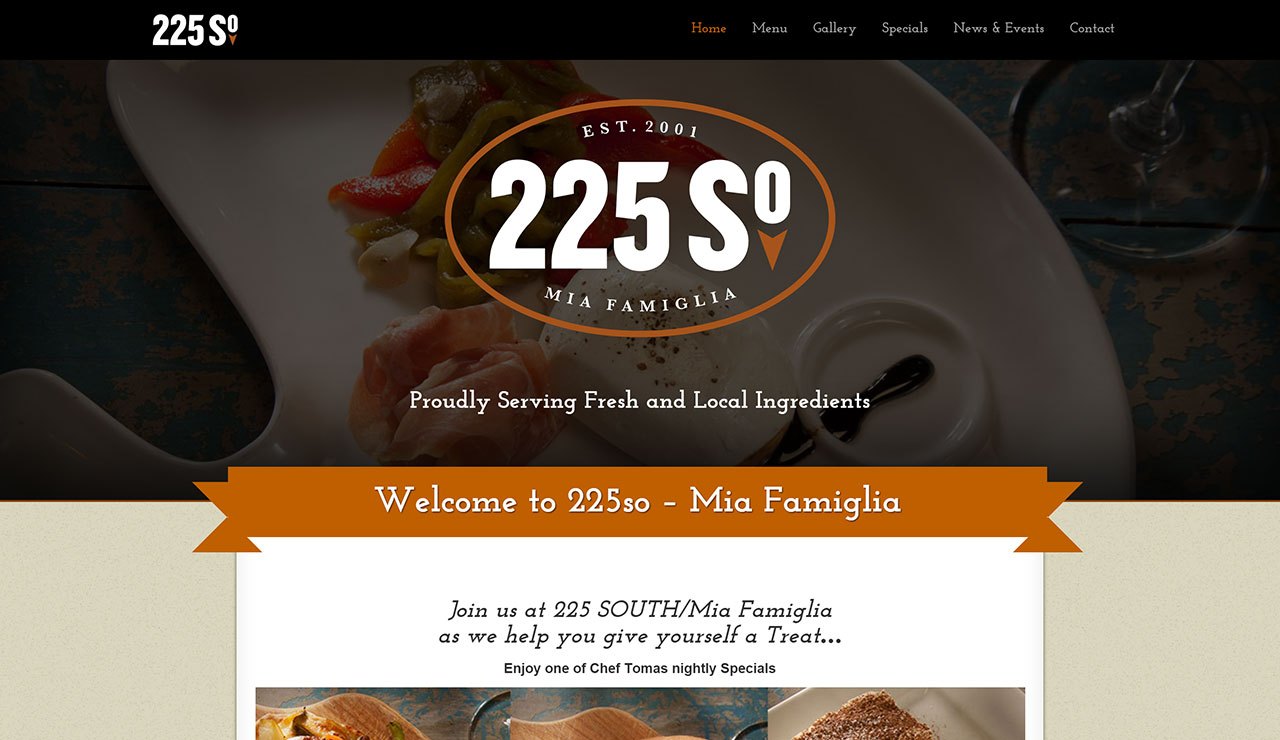 225 So
Home Menu Gallery Specials News & Events Contact
EST. 2001
225 So
MIA FAMIGLIA
Proudly Serving Fresh and Local Ingredients
Welcome to 225so – Mia Famiglia
Join us at 225 SOUTH/Mia Famiglia
as we help you give yourself a Treat...
Enjoy one of Chef Tomas nightly Specials